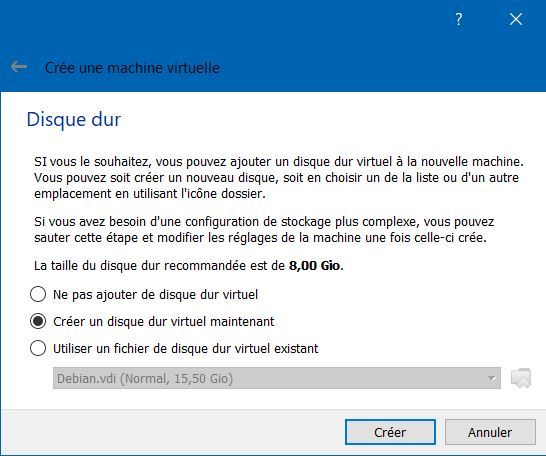 ?
Crée une machine virtuelle
Disque dur
SI vous le souhaitez, vous pouvez ajouter un disque dur virtuel à la nouvelle machine.
Vous pouvez soit créer un nouveau disque, soit en choisir un de la liste ou d'un autre
emplacement en utilisant l'icône dossier.
Si vous avez besoin d'une configuration de stockage plus complexe, vous pouvez
sauter cette étape et modifier les réglages de la machine une fois celle-ci crée.
La taille du disque dur recommandée est de 8,00 Gio.
Ne pas ajouter de disque dur virtuel
Créer un disque dur virtuel maintenant
Utiliser un fichier de disque dur virtuel existant
Debian.vdi (Normal, 15,50 Gio)
Créer
Annuler